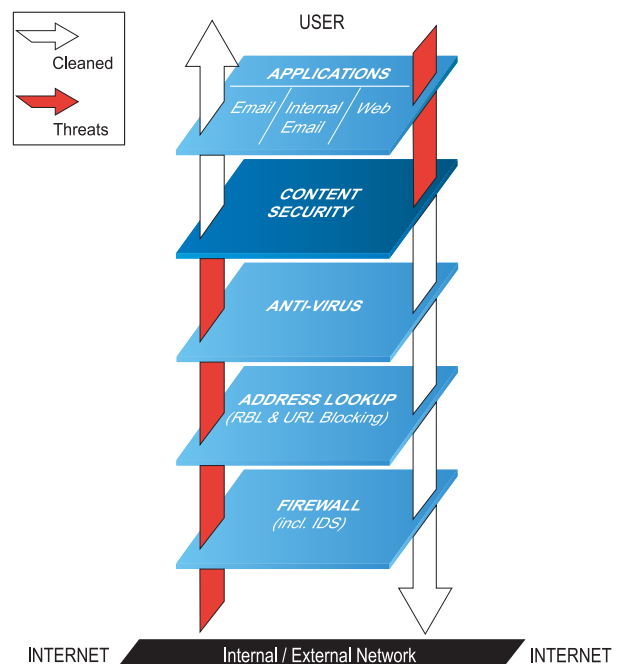 Cleaned
Threats
USER
APPLICATIONS
Email
Internal
Email
Web
CONTENT
SECURITY
ANTI-VIRUS
ADDRESS LOOKUP
(RBL & URL Blocking)
FIREWALL
(incl. IDS)
INTERNET
Internal / External Network
INTERNET